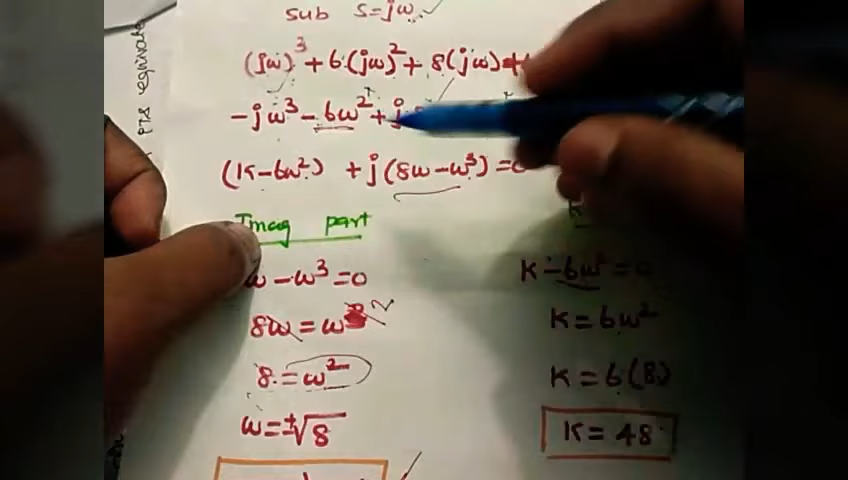 sub s=jω
(jω)³ + 6(jω)² + 8(jω)+
-jω³ - 6ω² + j
(K-6ω²) + j(8ω-ω³)=0
Imag part
ω - ω³ = 0
8ω = ω²
8 = ω²
ω = ±√8
K - 6ω² = 0
K = 6ω²
K = 6(8)
K = 48